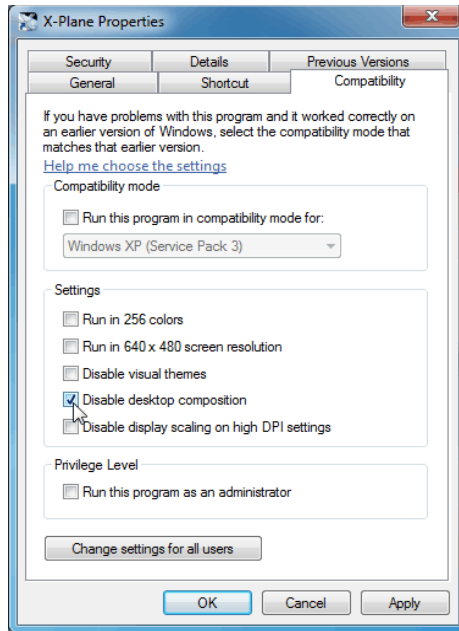 X-Plane Properties
Security Details Previous Versions
General Shortcut Compatibility
If you have problems with this program and it worked correctly on
an earlier version of Windows, select the compatibility mode that
matches that earlier version.
Help me choose the settings
Compatibility mode
Run this program in compatibility mode for:
Windows XP (Service Pack 3)
Settings
Run in 256 colors
Run in 640 x 480 screen resolution
Disable visual themes
Disable desktop composition
Disable display scaling on high DPI settings
Privilege Level
Run this program as an administrator
Change settings for all users
OK Cancel Apply